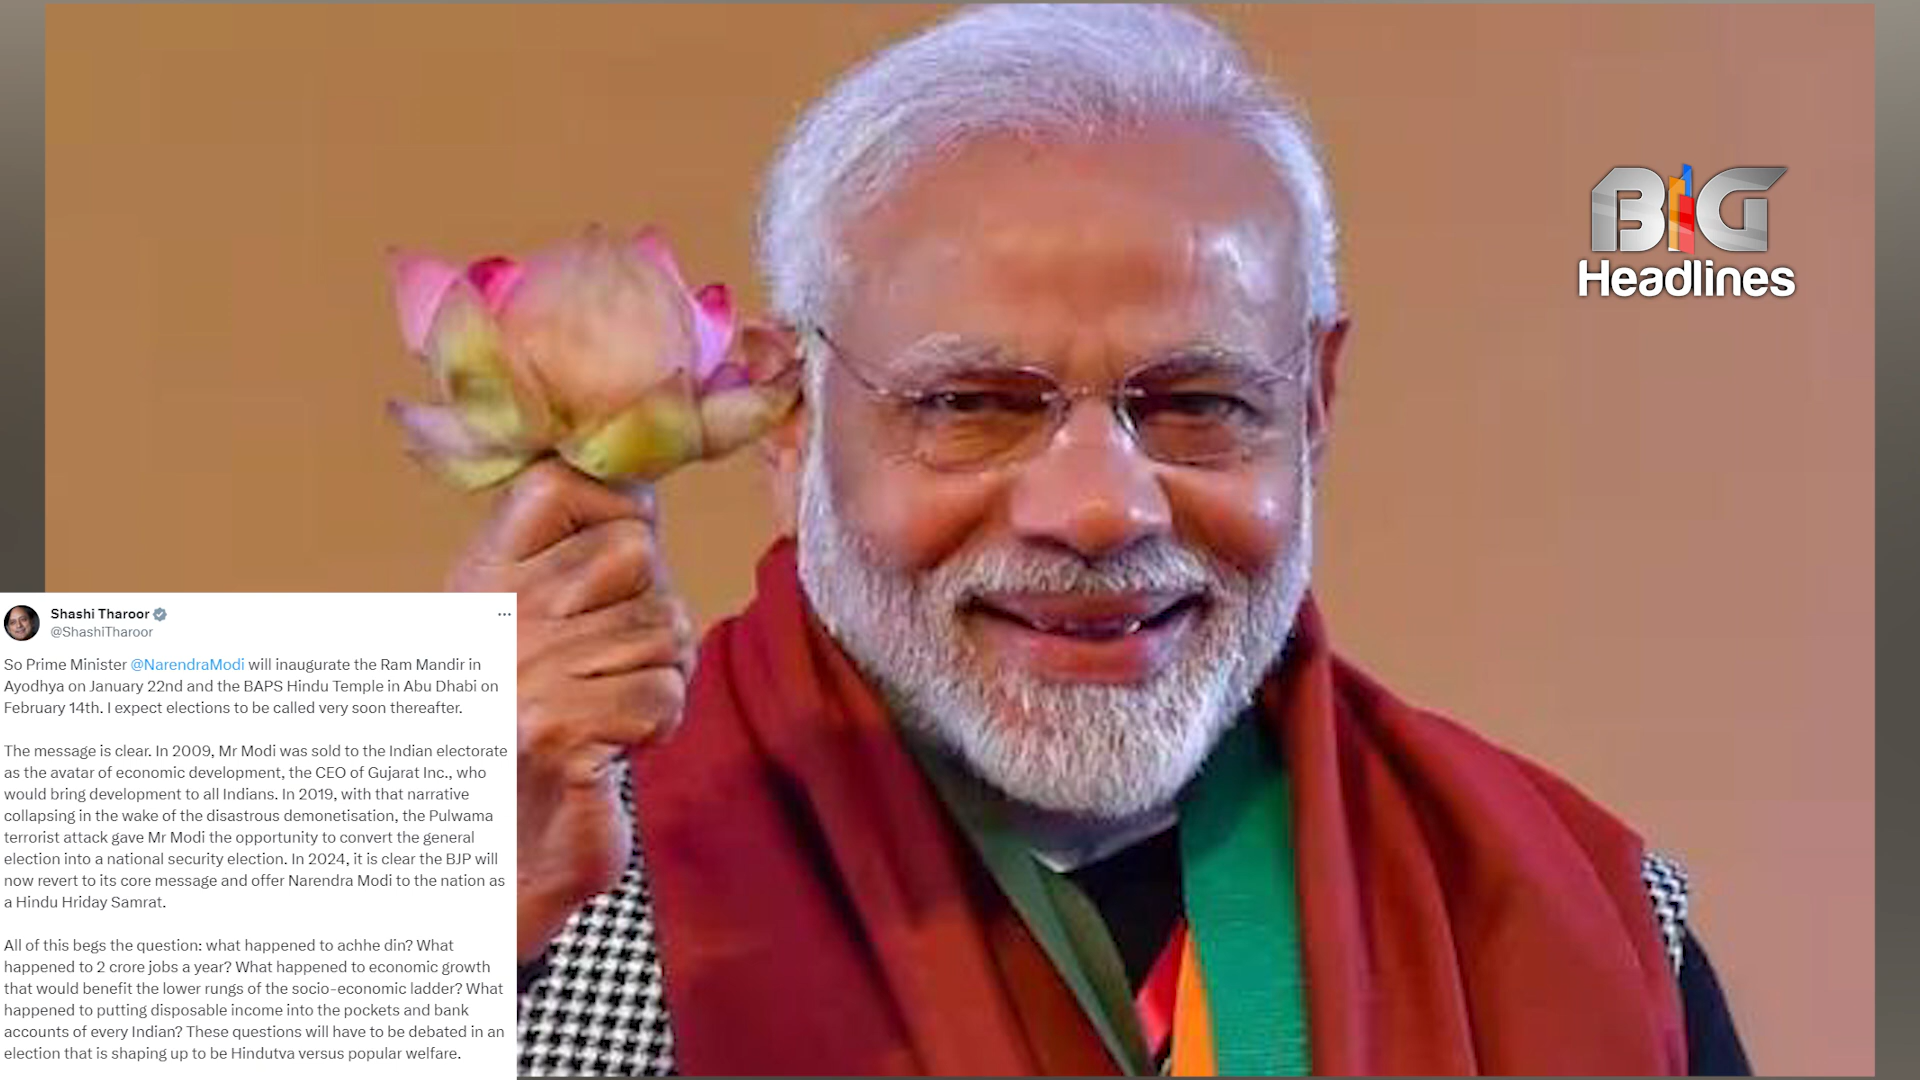 BIG
Headlines
Shashi Tharoor
@ShashiTharoor
So Prime Minister @NarendraModi will inaugurate the Ram Mandir in
Ayodhya on January 22nd and the BAPS Hindu Temple in Abu Dhabi on
February 14th. I expect elections to be called very soon thereafter.
The message is clear. In 2009, Mr Modi was sold to the Indian electorate
as the avatar of economic development, the CEO of Gujarat Inc., who
would bring development to all Indians. In 2019, with that narrative
collapsing in the wake of the disastrous demonetisation, the Pulwama
terrorist attack gave Mr Modi the opportunity to convert the general
election into a national security election. In 2024, it is clear the BJP will
now revert to its core message and offer Narendra Modi to the nation as
a Hindu Hriday Samrat.
All of this begs the question: what happened to achhe din? What
happened to 2 crore jobs a year? What happened to economic growth
that would benefit the lower rungs of the socio-economic ladder? What
happened to putting disposable income into the pockets and bank
accounts of every Indian? These questions will have to be debated in an
election that is shaping up to be Hindutva versus popular welfare.